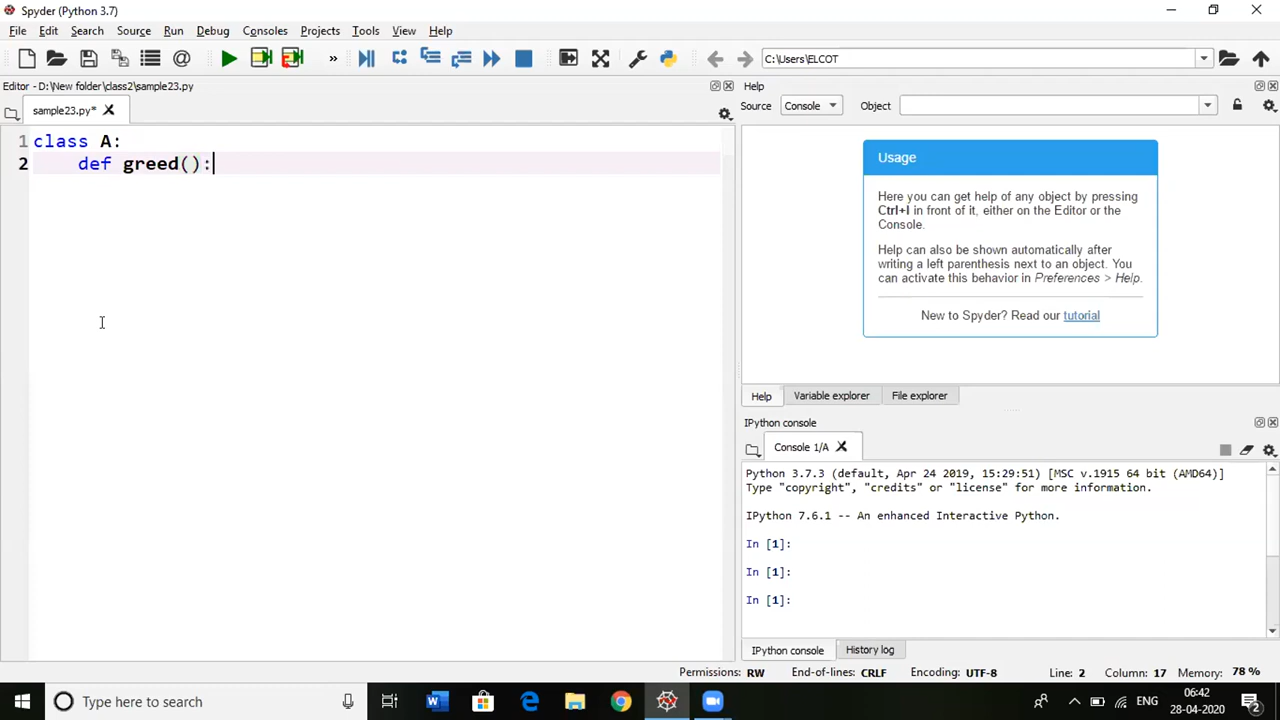 Spyder (Python 3.7)
File Edit Search Source Run Debug Consoles Projects Tools View Help
» C:\Users\ELCOT
Editor - D:\New folder\class2\sample23.py
sample23.py*
1 class A:
2 def greed():
Help
Source Console Object
Usage
Here you can get help of any object by pressing
Ctrl+I in front of it, either on the Editor or the
Console.
Help can also be shown automatically after
writing a left parenthesis next to an object. You
can activate this behavior in Preferences > Help.
New to Spyder? Read our tutorial
Help Variable explorer File explorer
IPython console
Console 1/A
Python 3.7.3 (default, Apr 24 2019, 15:29:51) [MSC v.1915 64 bit (AMD64)]
Type "copyright", "credits" or "license" for more information.
IPython 7.6.1 -- An enhanced Interactive Python.
In [1]:
In [1]:
In [1]:
IPython console History log
Permissions: RW End-of-lines: CRLF Encoding: UTF-8 Line: 2 Column: 17 Memory: 78 %
Type here to search
ENG
06:42
28-04-2020
2